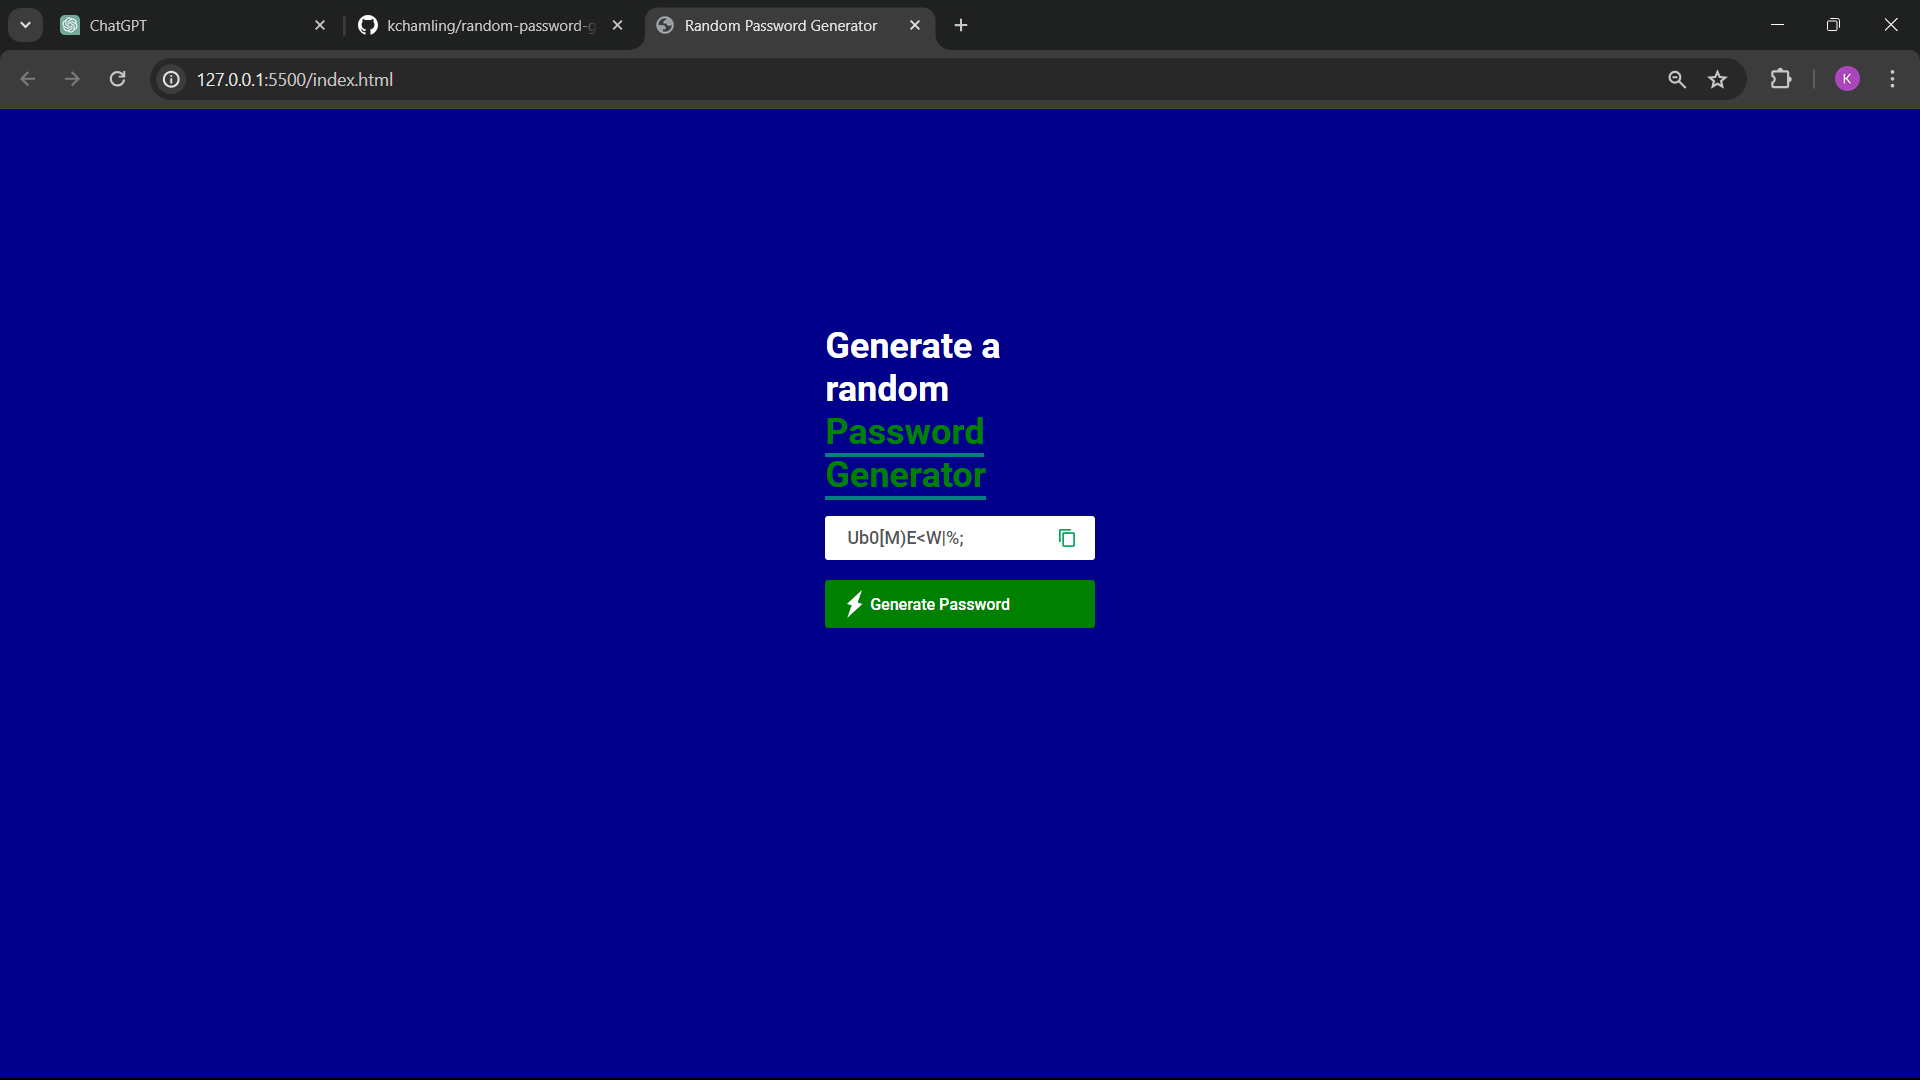 ChatGPT
kchamling/random-password-g
Random Password Generator
127.0.0.1:5500/index.html
K
Generate a
random
Password
Generator
Ub0[M)E<W|%;
Generate Password